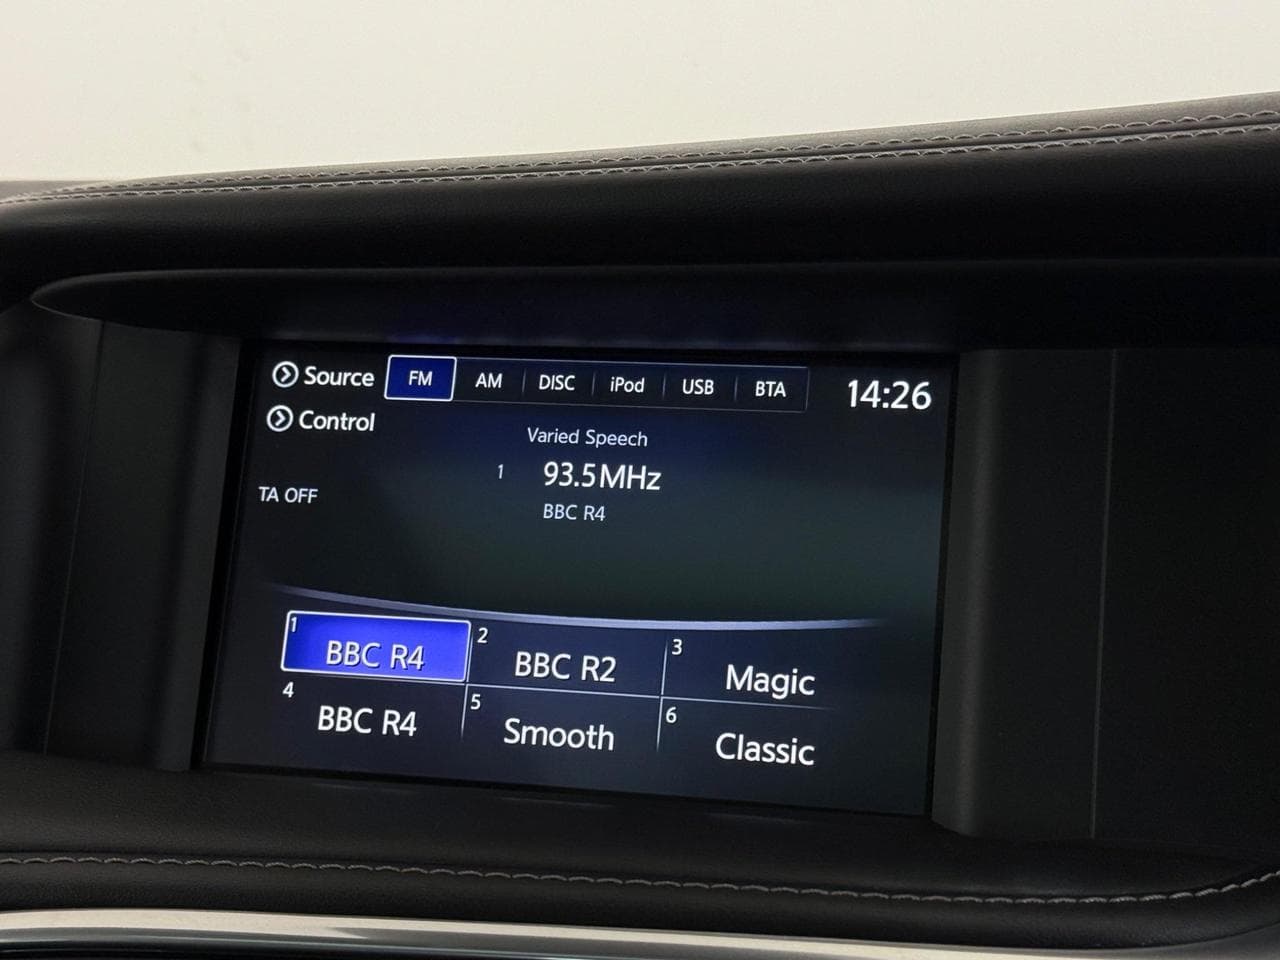 Source FM AM DISC iPod USB BTA 14:26
Control
Varied Speech
1 93.5MHz
TA OFF
BBC R4
1 BBC R4 2 BBC R2 3 Magic
4 BBC R4 5 Smooth 6 Classic